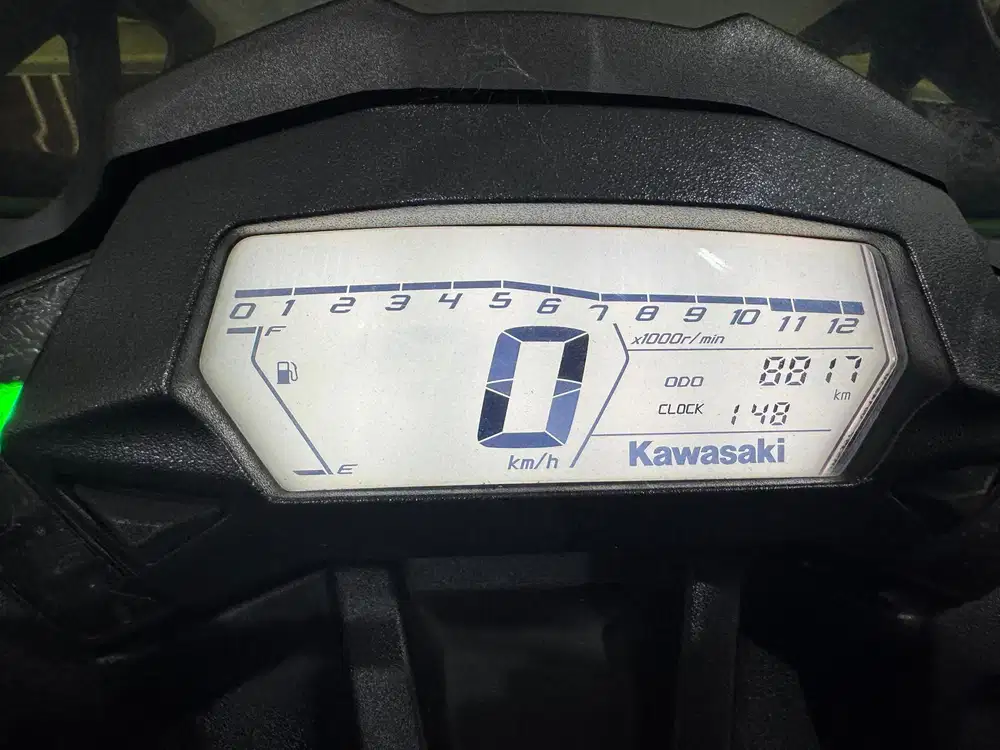 0 1 2 3 4 5 6 7 8 9 10 11 12
x1000r/min
F
0
km/h
E
ODO 8817 km
CLOCK 148
Kawasaki